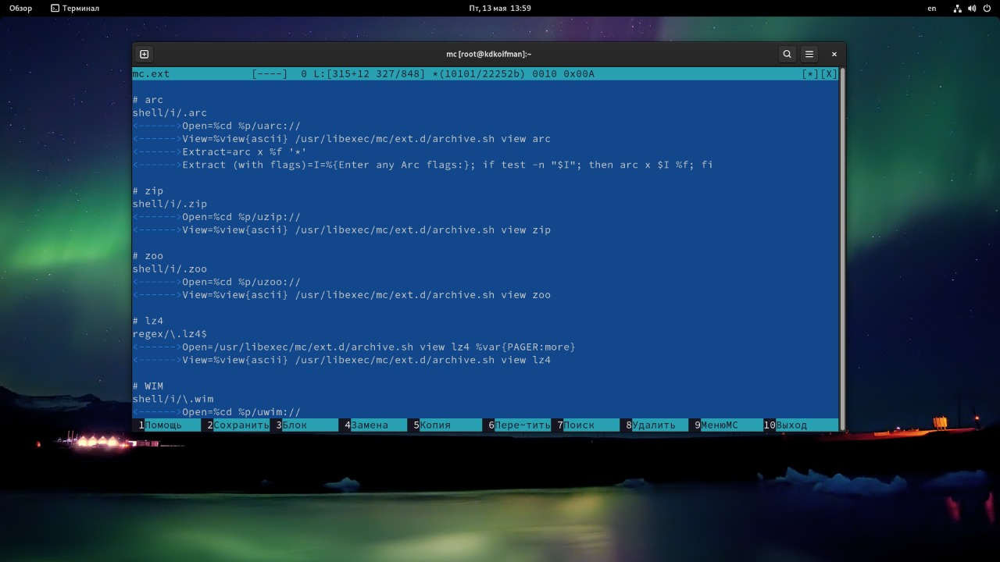 Обзор Терминал Пт, 13 мая 13:59 en
mc [root@kdkoifman]:~
mc.ext [----] 0 L:[315+12 327/848] *(10101/22252b) 0010 0x00A [*][X]
# arc
shell/i/.arc
<------>Open=%cd %p/uarc://
<------>View=%view{ascii} /usr/libexec/mc/ext.d/archive.sh view arc
<------>Extract=arc x %f '*'
<------>Extract (with flags)=I=%{Enter any Arc flags:}; if test -n "$I"; then arc x $I %f; fi
# zip
shell/i/.zip
<------>Open=%cd %p/uzip://
<------>View=%view{ascii} /usr/libexec/mc/ext.d/archive.sh view zip
# zoo
shell/i/.zoo
<------>Open=%cd %p/uzoo://
<------>View=%view{ascii} /usr/libexec/mc/ext.d/archive.sh view zoo
# lz4
regex/\.lz4$
<------>Open=/usr/libexec/mc/ext.d/archive.sh view lz4 %var{PAGER:more}
<------>View=%view{ascii} /usr/libexec/mc/ext.d/archive.sh view lz4
# WIM
shell/i/\.wim
<------>Open=%cd %p/uwim://
1Помощь 2Сохранить 3Блок 4Замена 5Копия 6Пере~тить 7Поиск 8Удалить 9МенюМС 10Выход